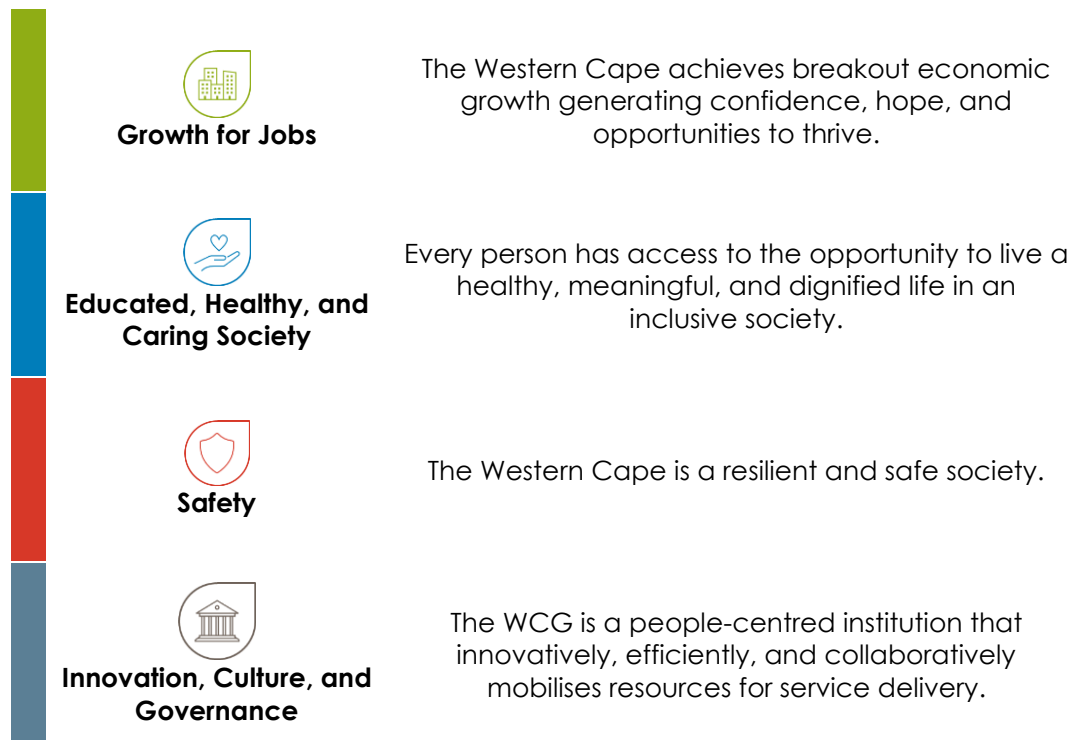 Growth for Jobs
The Western Cape achieves breakout economic
growth generating confidence, hope, and
opportunities to thrive.
Educated, Healthy, and
Caring Society
Every person has access to the opportunity to live a
healthy, meaningful, and dignified life in an
inclusive society.
Safety
The Western Cape is a resilient and safe society.
Innovation, Culture, and
Governance
The WCG is a people-centred institution that
innovatively, efficiently, and collaboratively
mobilises resources for service delivery.